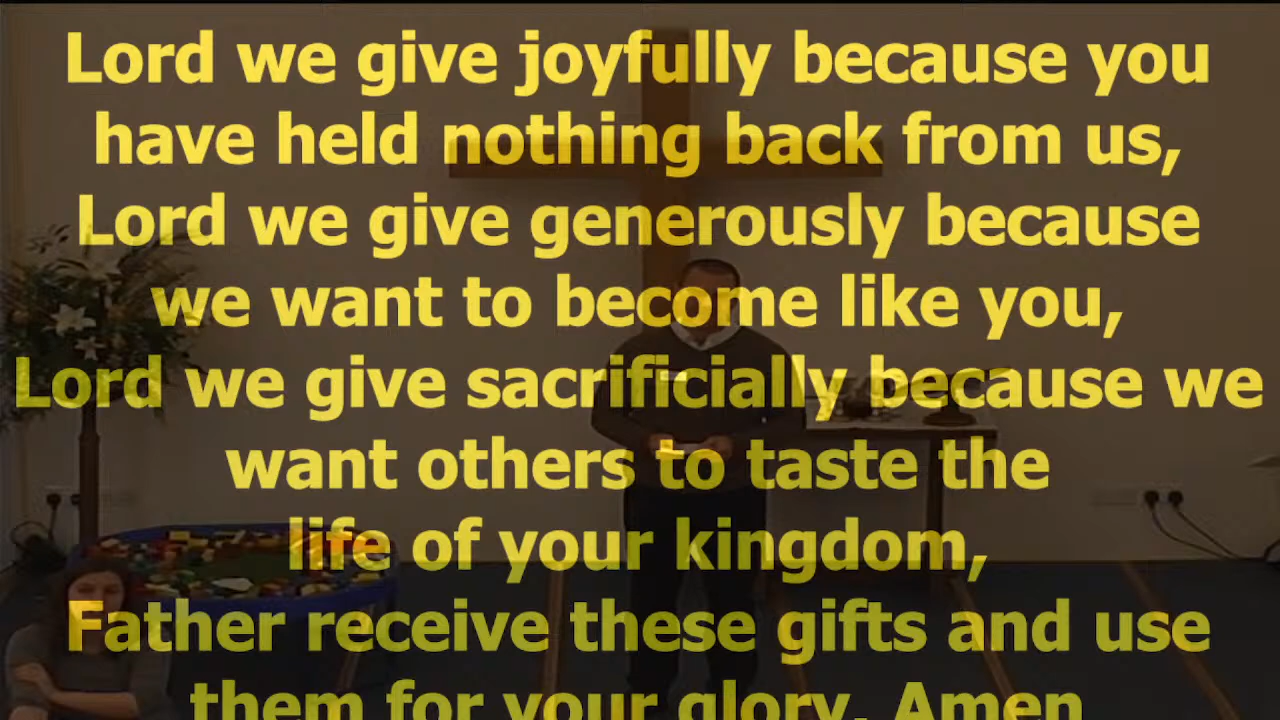 Lord we give joyfully because you
have held nothing back from us,
Lord we give generously because
we want to become like you,
Lord we give sacrificially because we
want others to taste the
life of your kingdom,
Father receive these gifts and use
them for your glory. Amen